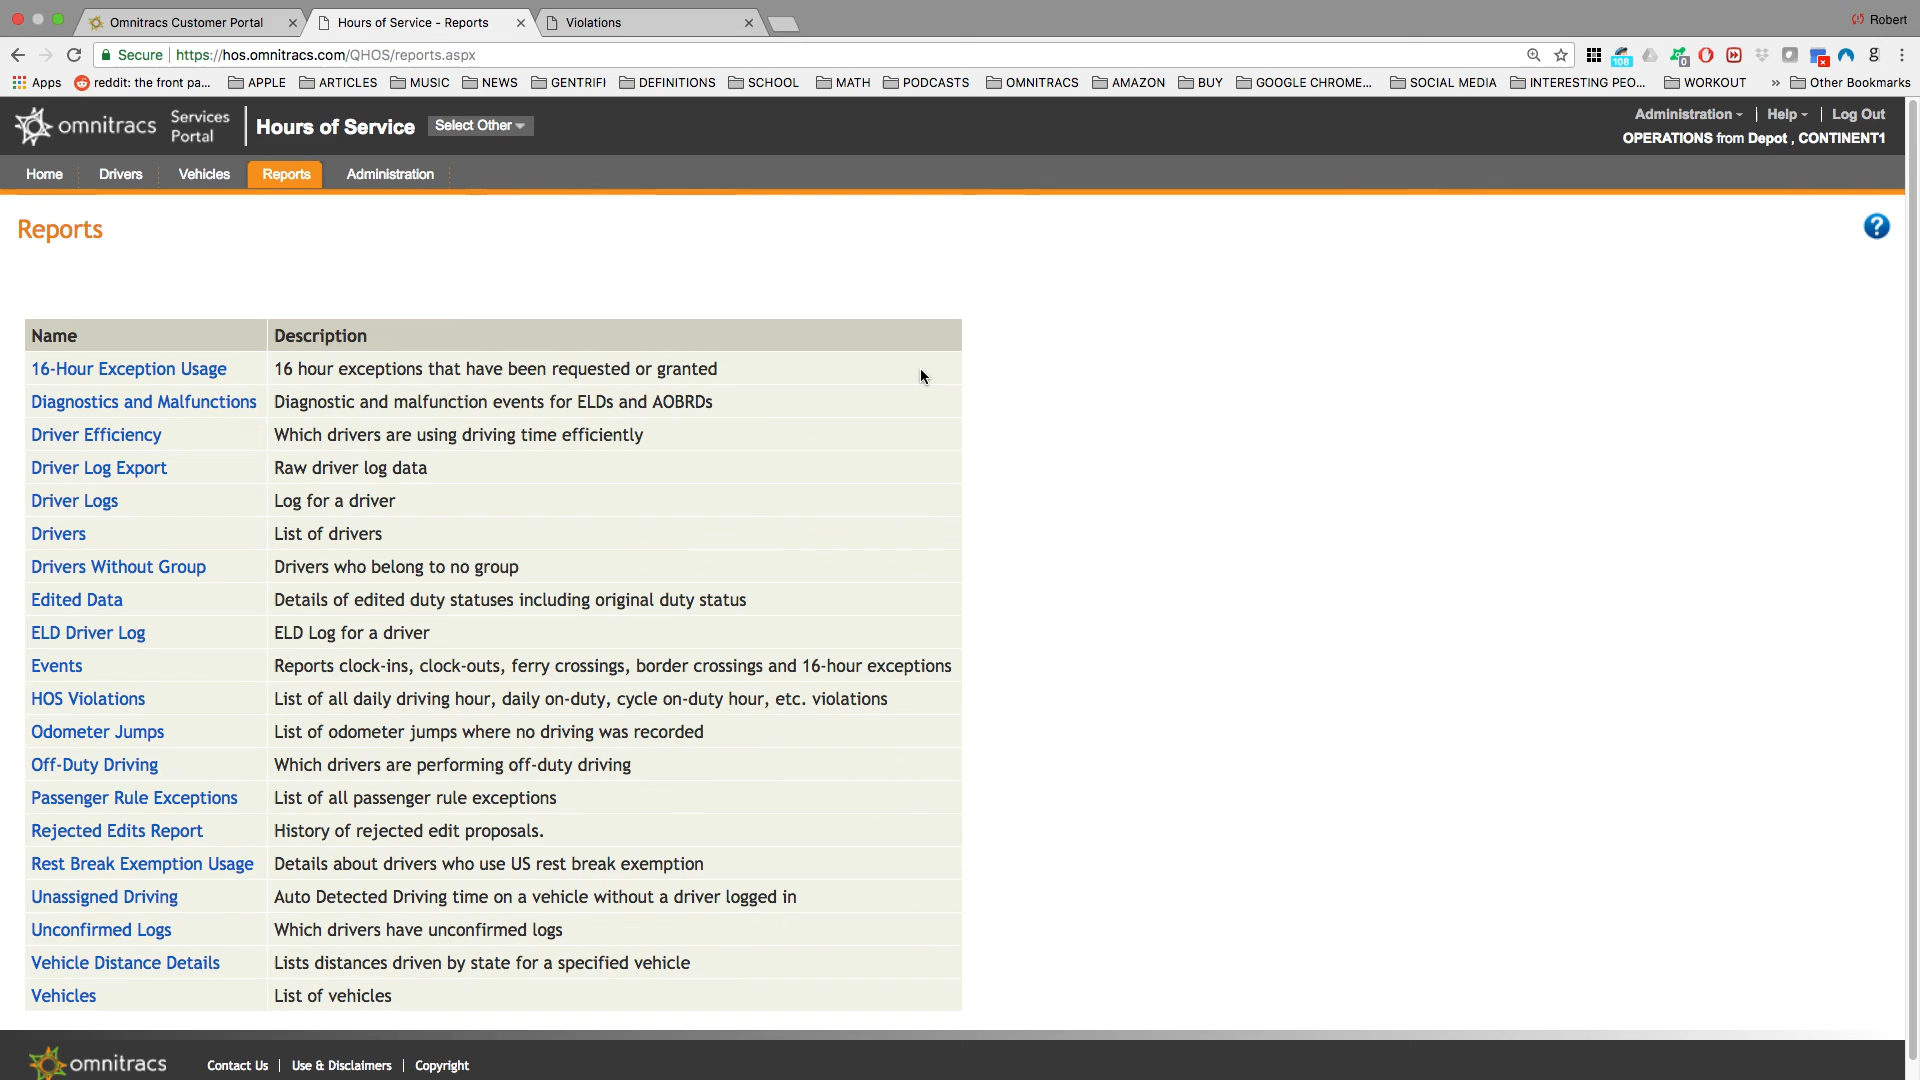 Omnitracs Customer Portal
Hours of Service - Reports
Violations
Robert
Secure
https://hos.omnitracs.com/QHOS/reports.aspx
108
0
g
Apps
reddit: the front pa...
APPLE
ARTICLES
MUSIC
NEWS
GENTRIFI
DEFINITIONS
SCHOOL
MATH
PODCASTS
OMNITRACS
AMAZON
BUY
GOOGLE CHROME...
SOCIAL MEDIA
INTERESTING PEO...
WORKOUT
»
Other Bookmarks
omnitracs
Services
Portal
Hours of Service
Select Other
Administration
Help
Log Out
OPERATIONS from Depot , CONTINENT1
Home
Drivers
Vehicles
Reports
Administration
Reports
?
Name Description
16-Hour Exception Usage 16 hour exceptions that have been requested or granted
Diagnostics and Malfunctions Diagnostic and malfunction events for ELDs and AOBRDs
Driver Efficiency Which drivers are using driving time efficiently
Driver Log Export Raw driver log data
Driver Logs Log for a driver
Drivers List of drivers
Drivers Without Group Drivers who belong to no group
Edited Data Details of edited duty statuses including original duty status
ELD Driver Log ELD Log for a driver
Events Reports clock-ins, clock-outs, ferry crossings, border crossings and 16-hour exceptions
HOS Violations List of all daily driving hour, daily on-duty, cycle on-duty hour, etc. violations
Odometer Jumps List of odometer jumps where no driving was recorded
Off-Duty Driving Which drivers are performing off-duty driving
Passenger Rule Exceptions List of all passenger rule exceptions
Rejected Edits Report History of rejected edit proposals.
Rest Break Exemption Usage Details about drivers who use US rest break exemption
Unassigned Driving Auto Detected Driving time on a vehicle without a driver logged in
Unconfirmed Logs Which drivers have unconfirmed logs
Vehicle Distance Details Lists distances driven by state for a specified vehicle
Vehicles List of vehicles
omnitracs
Contact Us | Use & Disclaimers | Copyright